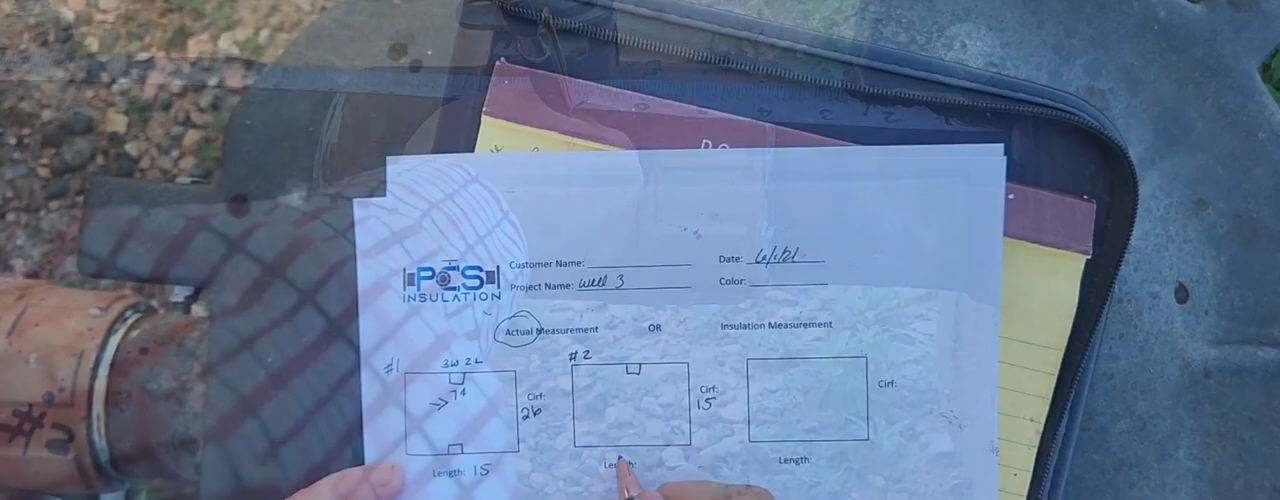 PCS
INSULATION
Customer Name:
Date: 6/1/21
Project Name: Well 3
Color:
Actual Measurement OR Insulation Measurement
#1
3W 2L
74
Cirf:
26
Length: 15
#2
Cirf:
15
Length:
Cirf:
Length: